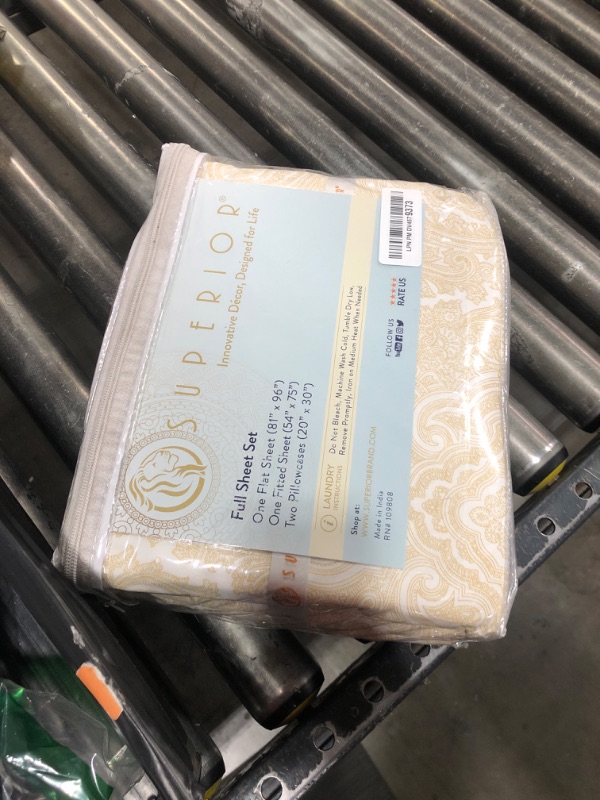 SUPERIOR®
Innovative Décor, Designed for Life
Full Sheet Set
One Flat Sheet (81" x 96")
One Fitted Sheet (54" x 75")
Two Pillowcases (20" x 30")
i LAUNDRY
INSTRUCTIONS
Do Not Bleach, Machine Wash Cold, Tumble Dry Low,
Remove Promptly, Iron on Medium Heat When Needed
Shop at:
WWW.SUPERIORBRAND.COM
Made in India
RN# 109808
FOLLOW US
RATE US